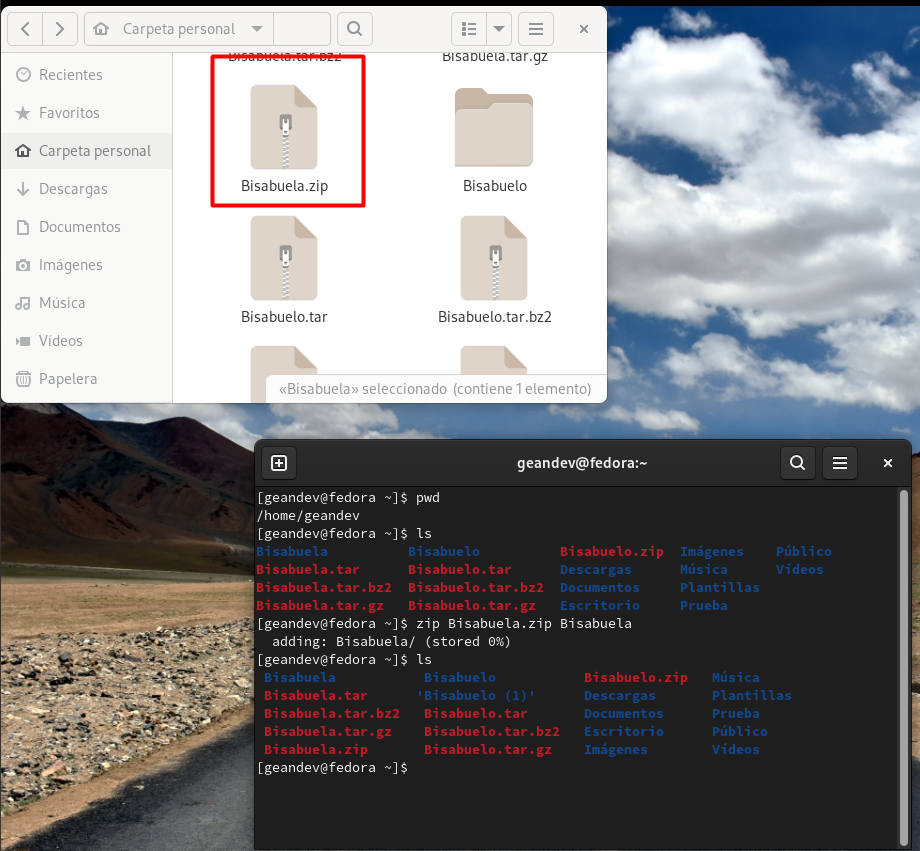 Carpeta personal
Bisabuela.tar.bz2 Bisabuela.tar.gz
Recientes
Favoritos
Carpeta personal
Descargas
Documentos
Imágenes
Música
Vídeos
Papelera
Bisabuela.zip Bisabuelo
Bisabuelo.tar Bisabuelo.tar.bz2
«Bisabuela» seleccionado (contiene 1 elemento)
geandev@fedora:~
[geandev@fedora ~]$ pwd
/home/geandev
[geandev@fedora ~]$ ls
Bisabuela Bisabuelo Bisabuelo.zip Imágenes Público
Bisabuela.tar Bisabuelo.tar Descargas Música Vídeos
Bisabuela.tar.bz2 Bisabuelo.tar.bz2 Documentos Plantillas
Bisabuela.tar.gz Bisabuelo.tar.gz Escritorio Prueba
[geandev@fedora ~]$ zip Bisabuela.zip Bisabuela
adding: Bisabuela/ (stored 0%)
[geandev@fedora ~]$ ls
Bisabuela Bisabuelo Bisabuelo.zip Música
Bisabuela.tar 'Bisabuelo (1)' Descargas Plantillas
Bisabuela.tar.bz2 Bisabuelo.tar Documentos Prueba
Bisabuela.tar.gz Bisabuelo.tar.bz2 Escritorio Público
Bisabuela.zip Bisabuelo.tar.gz Imágenes Vídeos
[geandev@fedora ~]$